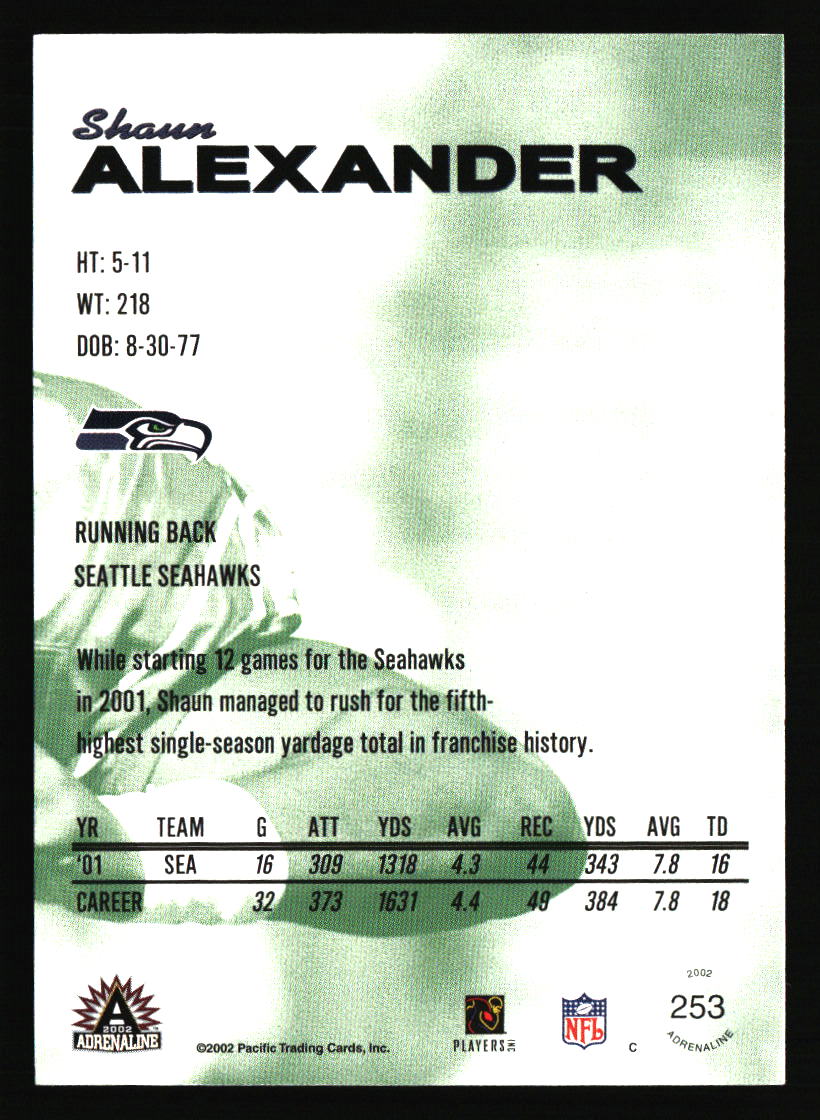 Shaun
ALEXANDER
HT: 5-11
WT: 218
DOB: 8-30-77
RUNNING BACK
SEATTLE SEAHAWKS
While starting 12 games for the Seahawks
in 2001, Shaun managed to rush for the fifth-
highest single-season yardage total in franchise history.
YR TEAM G ATT YDS AVG REC YDS AVG TD
'01 SEA 16 309 1318 4.3 44 343 7.8 16
CAREER 32 373 1631 4.4 49 384 7.8 18
A
2002
ADRENALINE
©2002 Pacific Trading Cards, Inc.
PLAYERS INC
NFL
C
2002
253
ADRENALINE